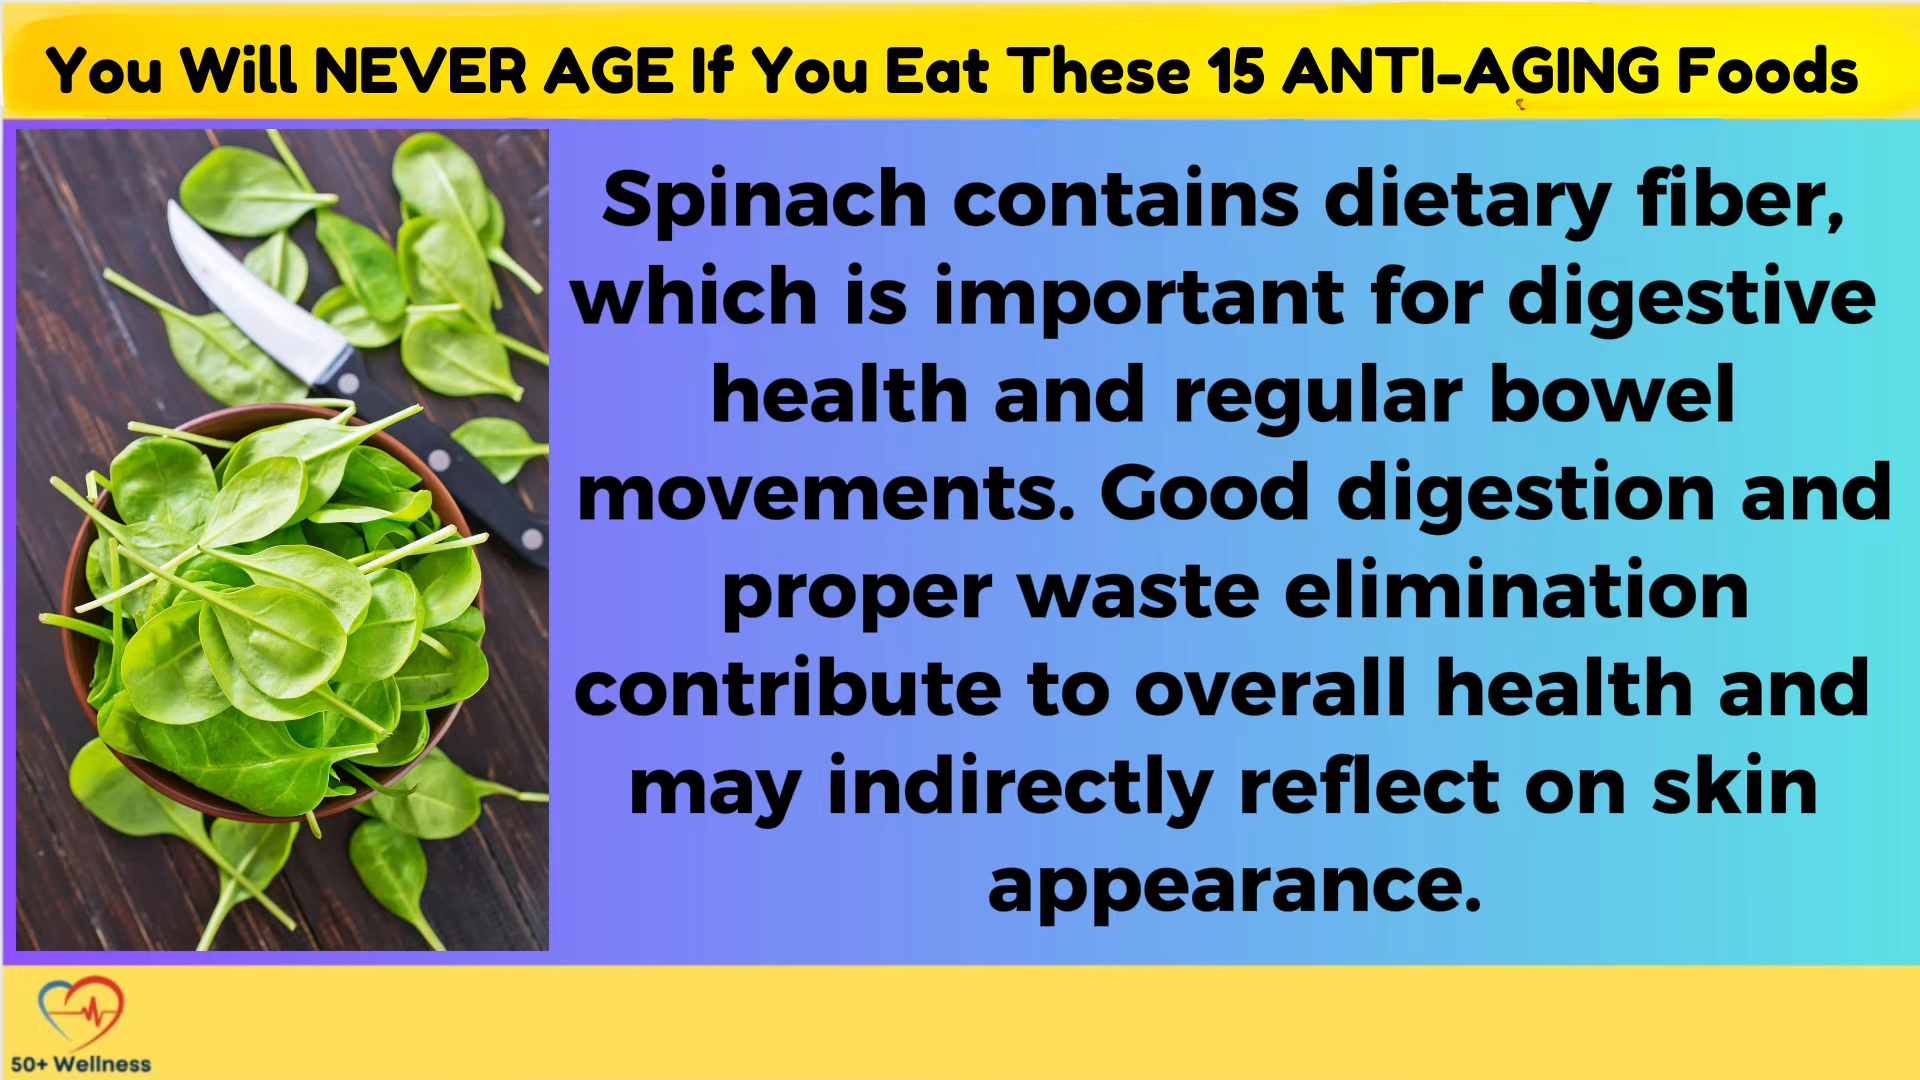 You Will NEVER AGE If You Eat These 15 ANTI-AGING Foods
Spinach contains dietary fiber,
which is important for digestive
health and regular bowel
movements. Good digestion and
proper waste elimination
contribute to overall health and
may indirectly reflect on skin
appearance.
50+ Wellness